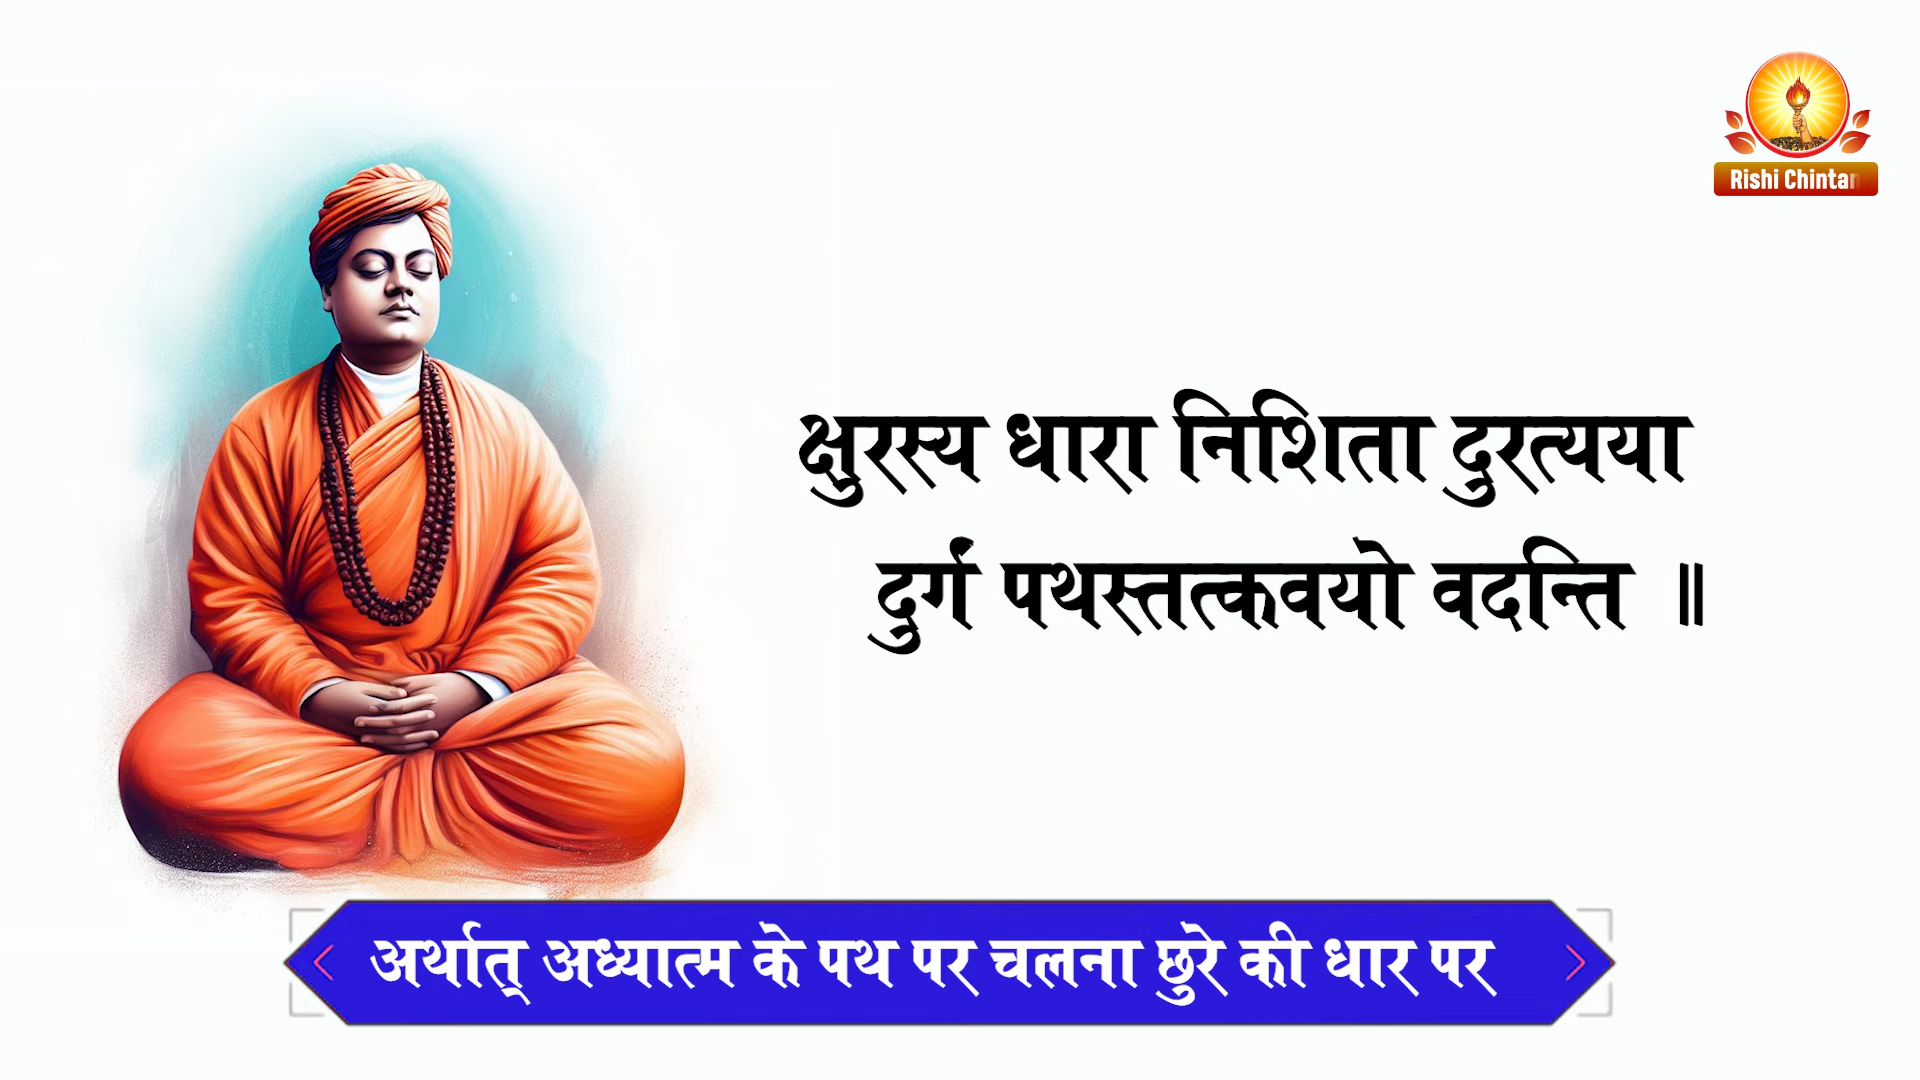 Rishi Chintan
क्षुरस्य धारा निशिता दुरत्यया
दुर्गं पथस्तत्कवयो वदन्ति ॥
अर्थात् अध्यात्म के पथ पर चलना छुरे की धार पर